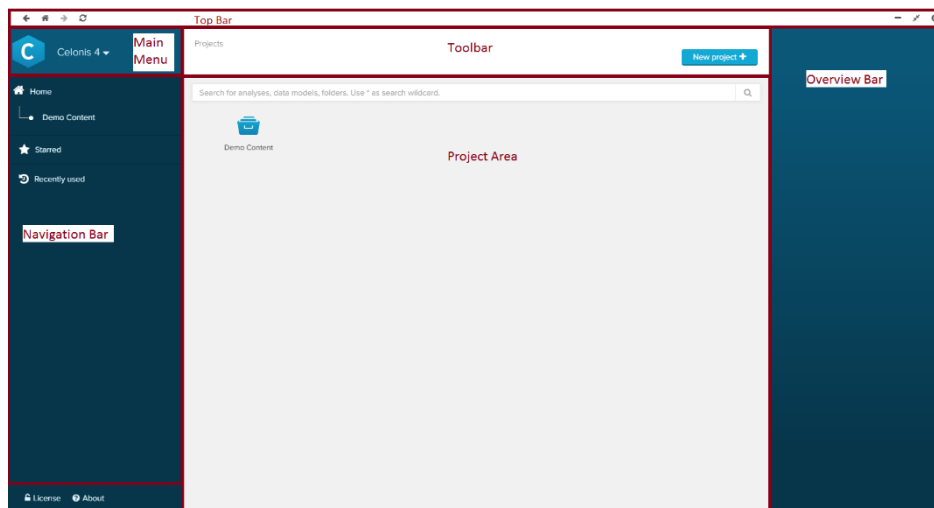 Top Bar
C
Celonis 4
Main
Menu
Projects
Toolbar
New project +
Overview Bar
Home
Demo Content
Starred
Recently used
Navigation Bar
Search for analyses, data models, folders. Use * as search wildcard.
Demo Content
Project Area
License
About